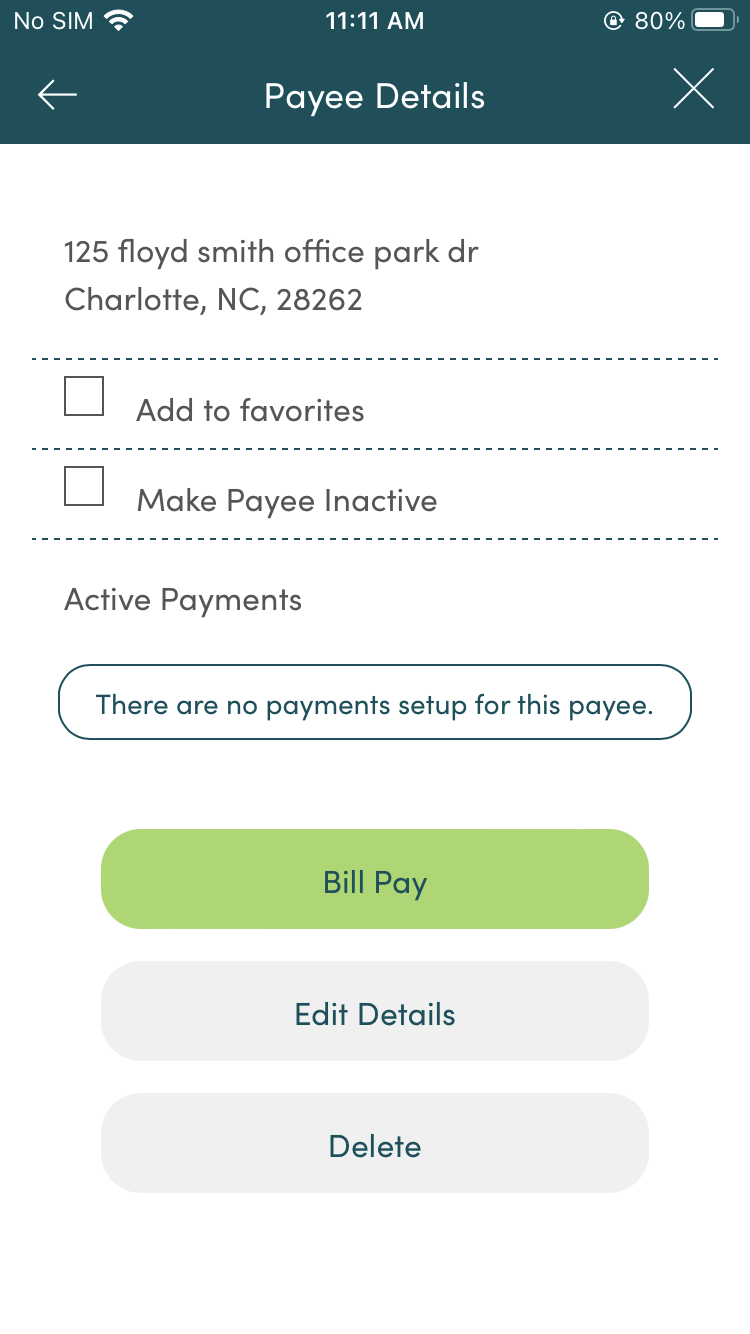 No SIM 11:11 AM 80%
Payee Details
125 floyd smith office park dr
Charlotte, NC, 28262
Add to favorites
Make Payee Inactive
Active Payments
There are no payments setup for this payee.
Bill Pay
Edit Details
Delete